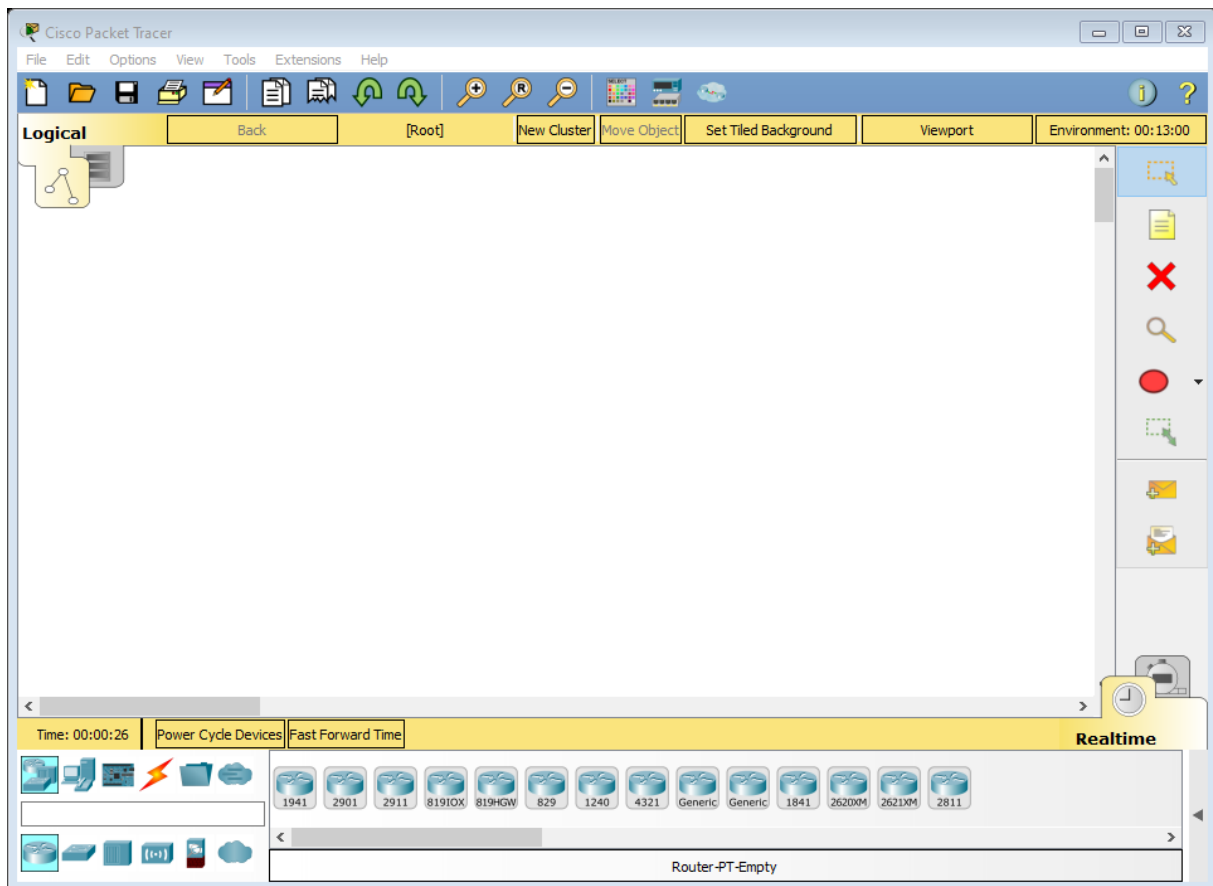 Cisco Packet Tracer
File Edit Options View Tools Extensions Help
Logical Back [Root] New Cluster Move Object Set Tiled Background Viewport Environment: 00:13:00
Time: 00:00:26 Power Cycle Devices Fast Forward Time Realtime
1941 2901 2911 819IOX 819HGW 829 1240 4321 Generic Generic 1841 2620XM 2621XM 2811
Router-PT-Empty